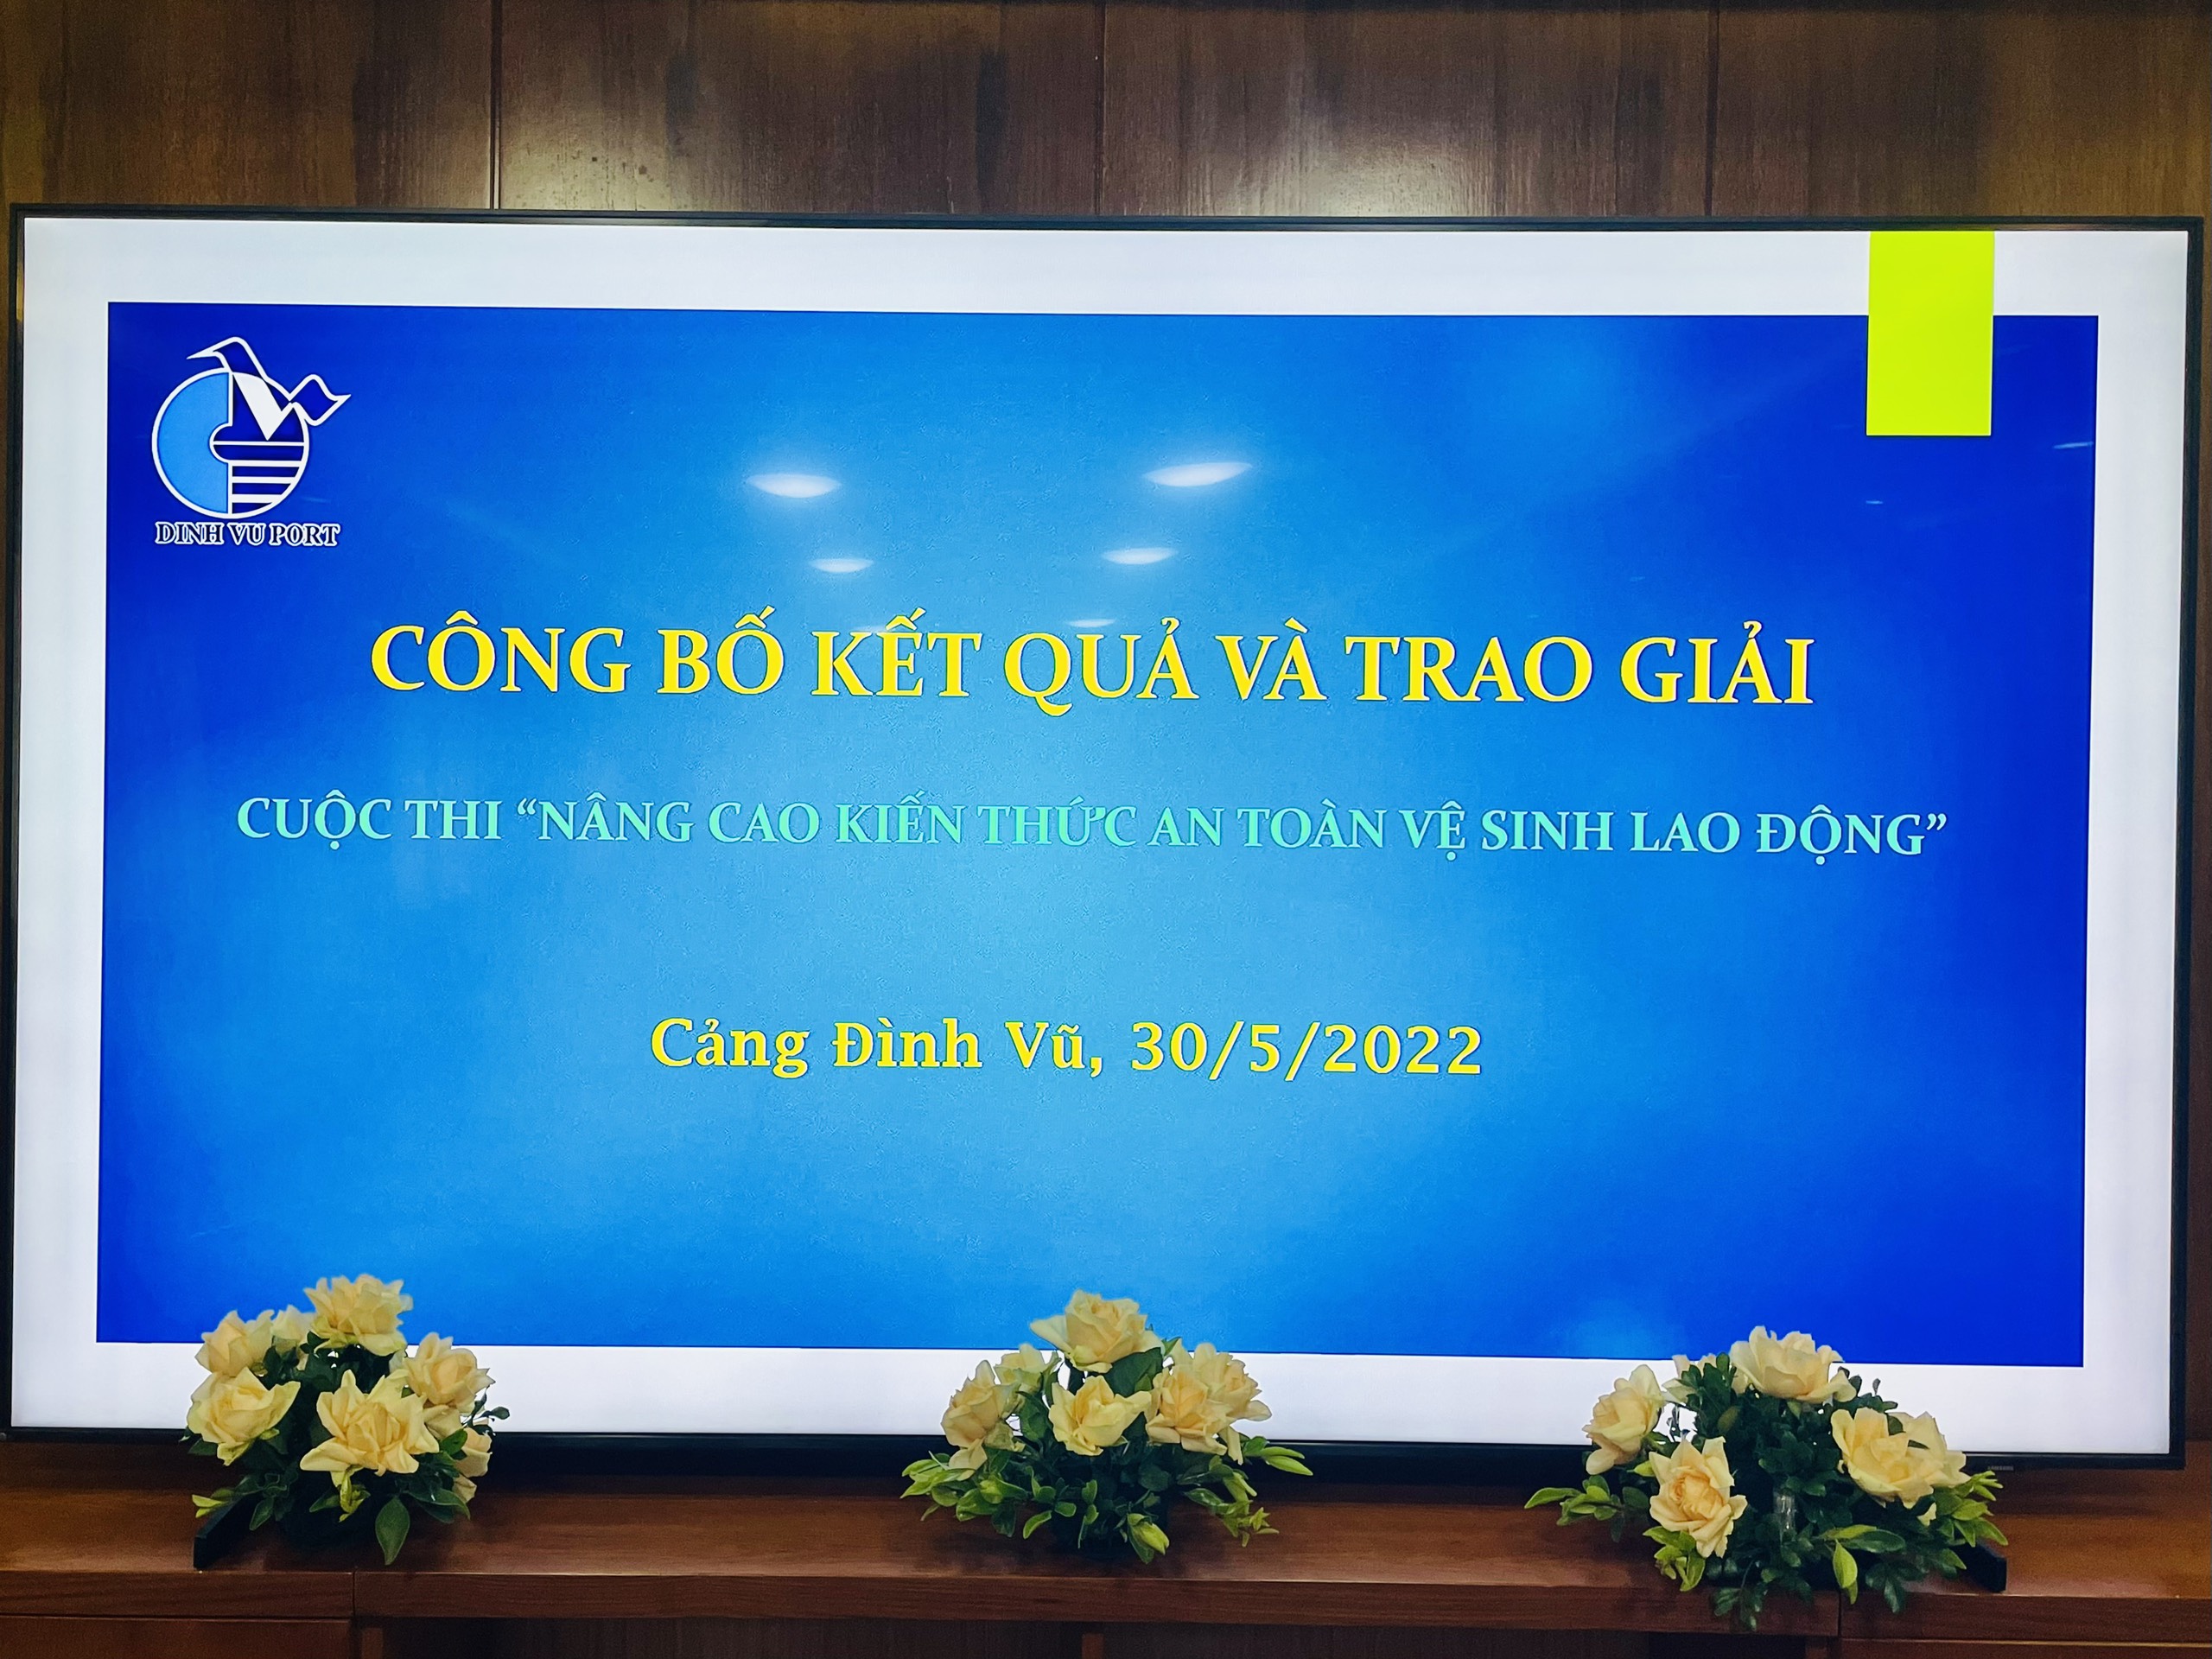 DINH VU PORT
CÔNG BỐ KẾT QUẢ VÀ TRAO GIẢI
CUỘC THI “NÂNG CAO KIẾN THỨC AN TOÀN VỆ SINH LAO ĐỘNG”
Cảng Đình Vũ, 30/5/2022